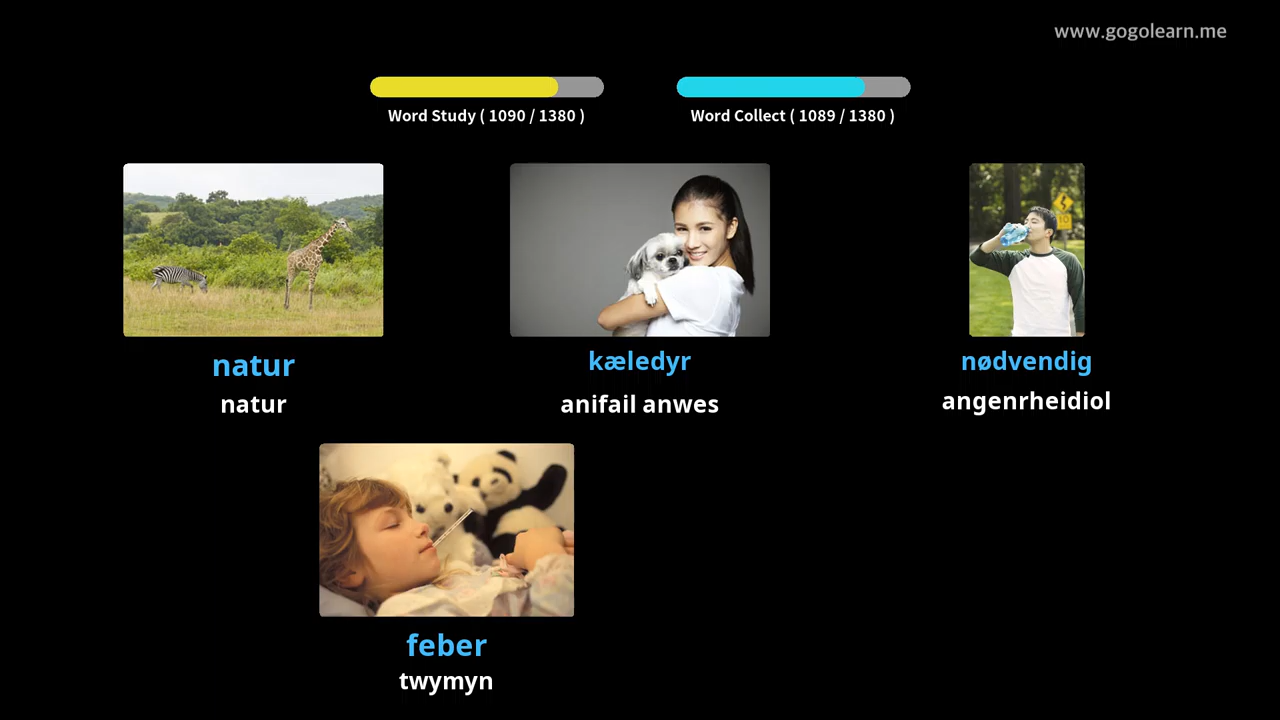 www.gogolearn.me
Word Study ( 1090 / 1380 )
Word Collect ( 1089 / 1380 )
natur
natur
kæledyr
anifail anwes
nødvendig
angenrheidiol
feber
twymyn